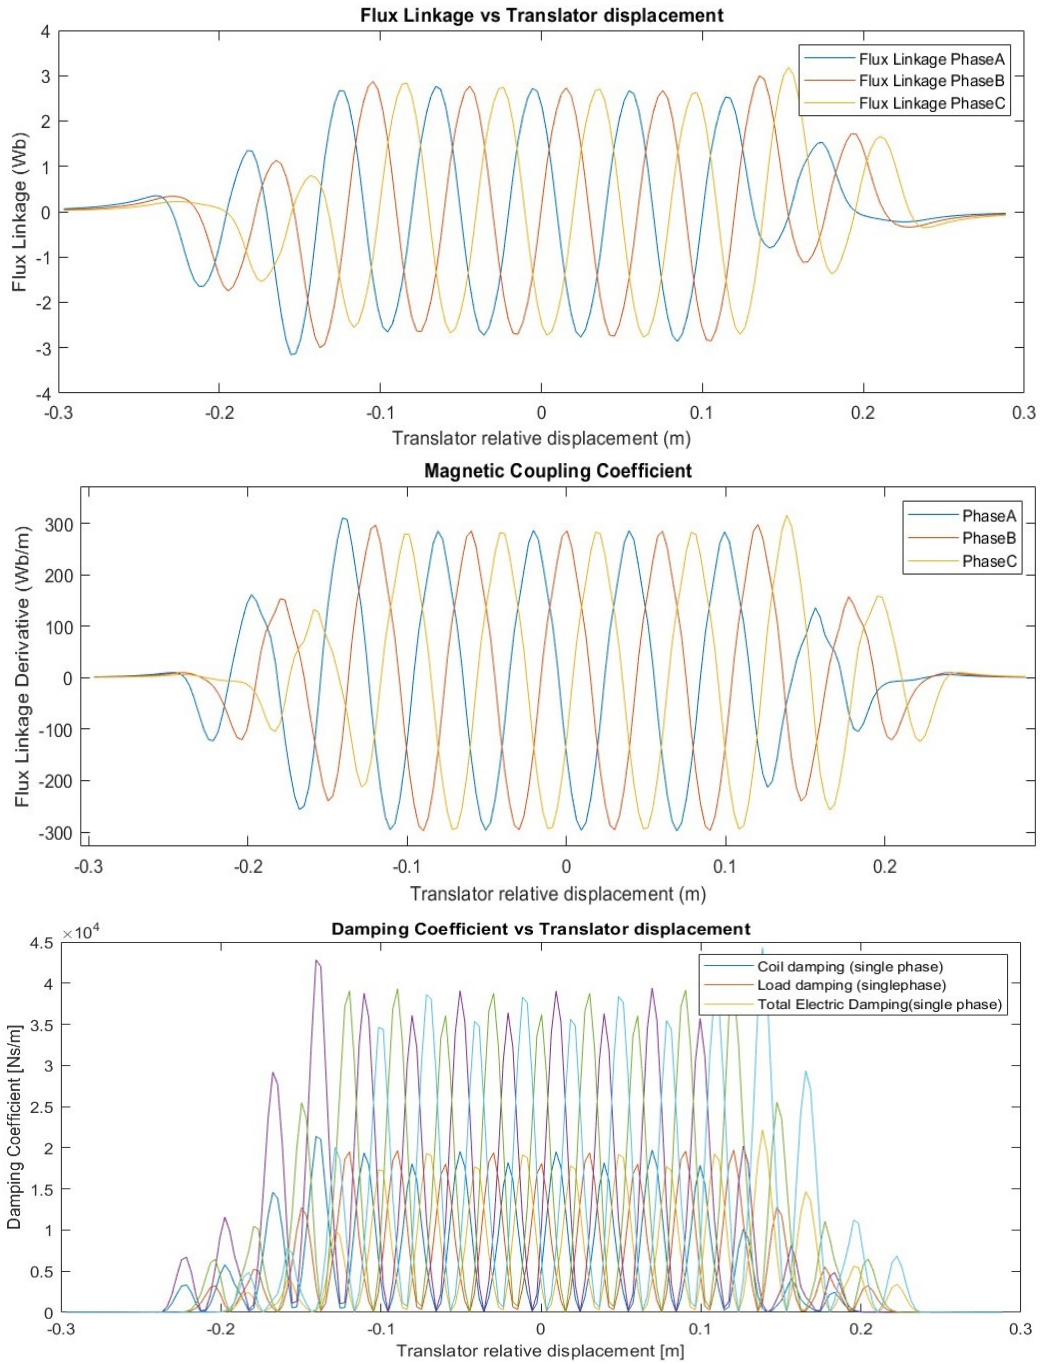 Flux Linkage vs Translator displacement
4
3
2
1
0
-1
-2
-3
-4
Flux Linkage (Wb)
Flux Linkage PhaseA
Flux Linkage PhaseB
Flux Linkage PhaseC
-0.3 -0.2 -0.1 0 0.1 0.2 0.3
Translator relative displacement (m)
Magnetic Coupling Coefficient
300
200
100
0
-100
-200
-300
Flux Linkage Derivative (Wb/m)
PhaseA
PhaseB
PhaseC
-0.3 -0.2 -0.1 0 0.1 0.2
Translator relative displacement (m)
Damping Coefficient vs Translator displacement
×10⁴
4.5
4
3.5
3
2.5
2
1.5
1
0.5
0
Damping Coefficient [Ns/m]
Coil damping (single phase)
Load damping (singlephase)
Total Electric Damping(single phase)
-0.3 -0.2 -0.1 0 0.1 0.2 0.3
Translator relative displacement [m]